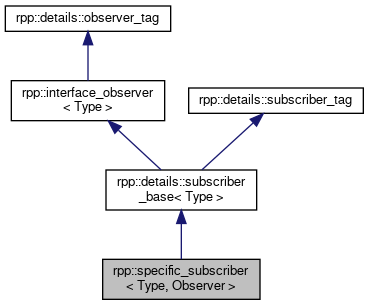 rpp::details::observer_tag
rpp::interface_observer
< Type >
rpp::details::subscriber_tag
rpp::details::subscriber
_base< Type >
rpp::specific_subscriber
< Type, Observer >